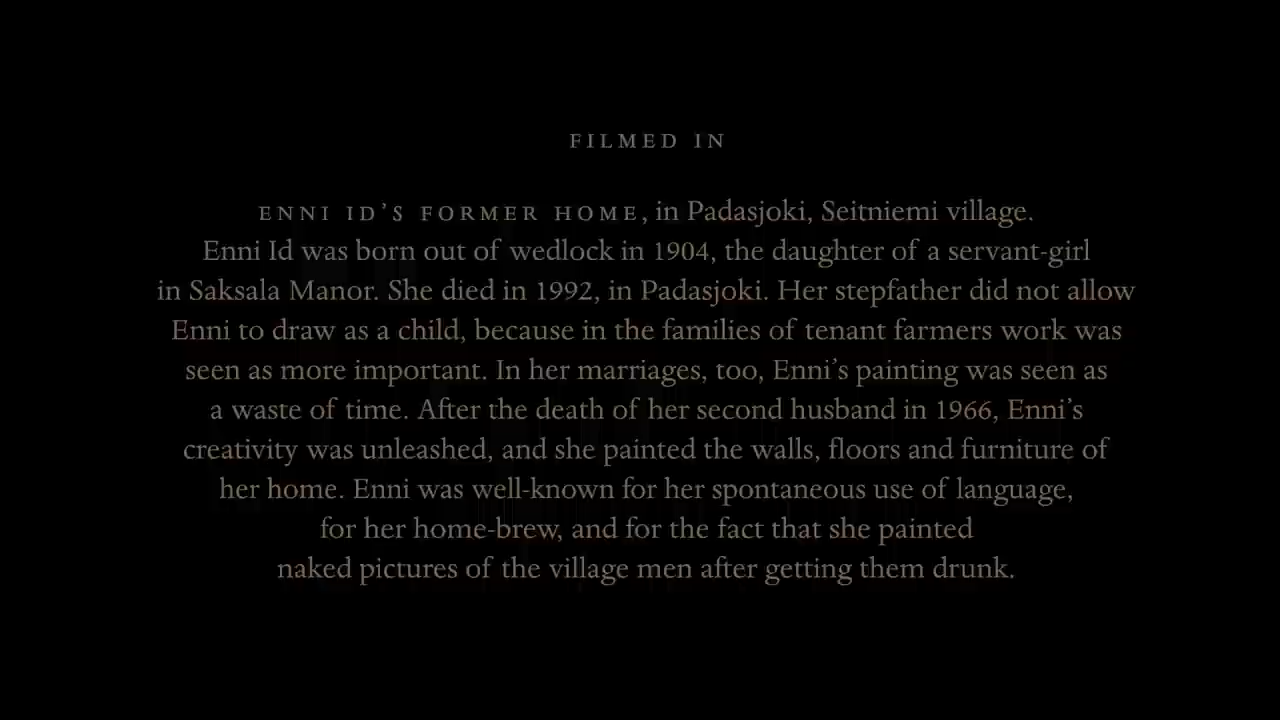 FILMED IN
ENNI ID’S FORMER HOME, in Padasjoki, Seitniemi village.
Enni Id was born out of wedlock in 1904, the daughter of a servant-girl
in Saksala Manor. She died in 1992, in Padasjoki. Her stepfather did not allow
Enni to draw as a child, because in the families of tenant farmers work was
seen as more important. In her marriages, too, Enni’s painting was seen as
a waste of time. After the death of her second husband in 1966, Enni’s
creativity was unleashed, and she painted the walls, floors and furniture of
her home. Enni was well-known for her spontaneous use of language,
for her home-brew, and for the fact that she painted
naked pictures of the village men after getting them drunk.